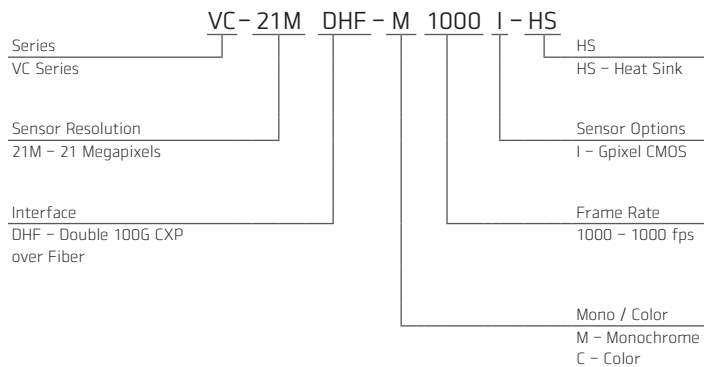 VC-21M DHF-M 1000 I-HS
Series
VC Series
HS
HS – Heat Sink
Sensor Resolution
21M – 21 Megapixels
Sensor Options
I – Gpixel CMOS
Interface
DHF – Double 100G CXP
over Fiber
Frame Rate
1000 – 1000 fps
Mono / Color
M – Monochrome
C – Color